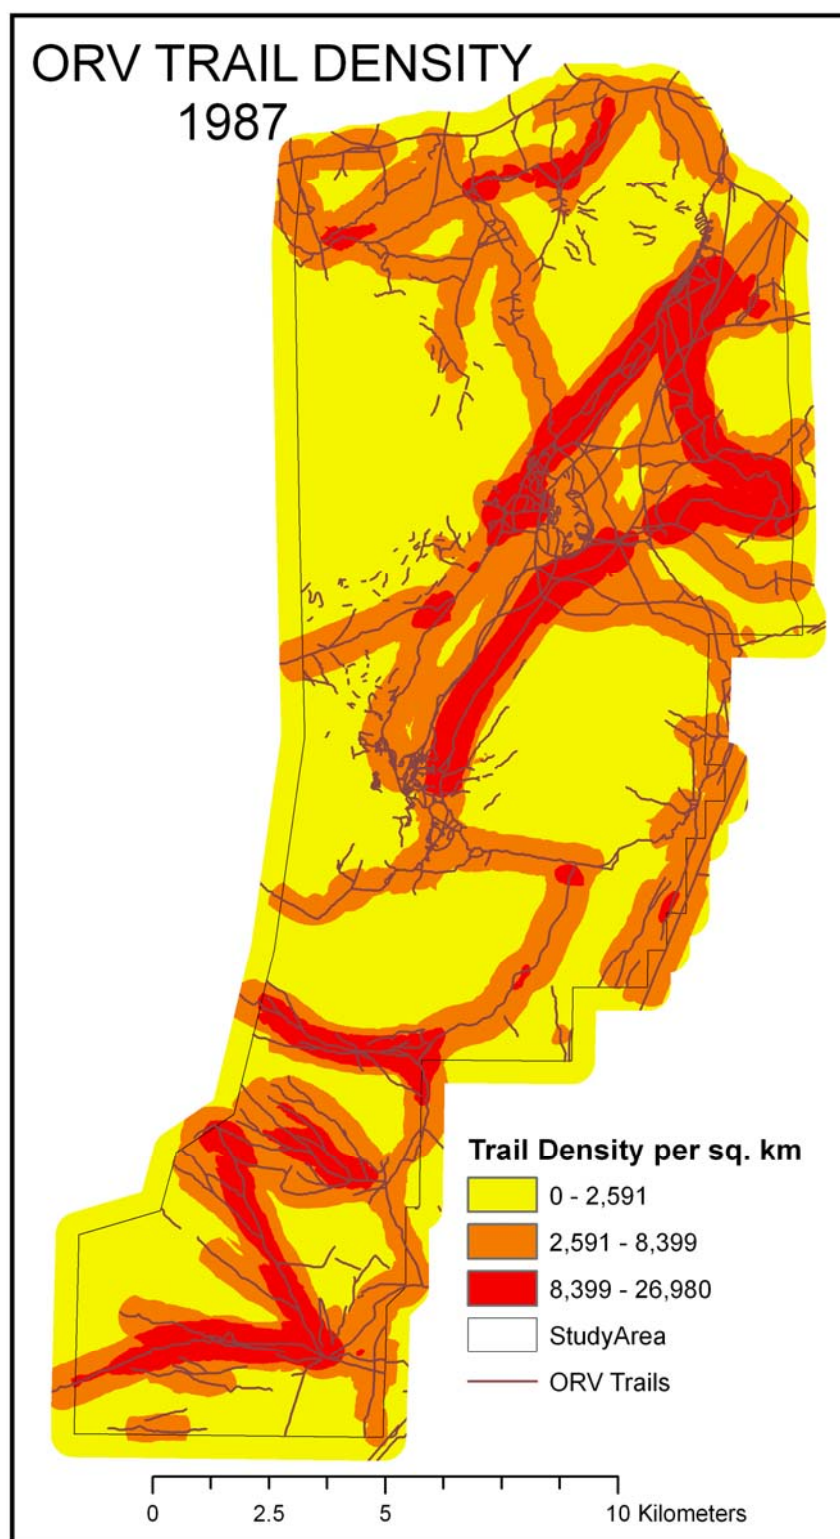 ORV TRAIL DENSITY
1987
Trail Density per sq. km
0 - 2,591
2,591 - 8,399
8,399 - 26,980
StudyArea
ORV Trails
0 2.5 5 10 Kilometers